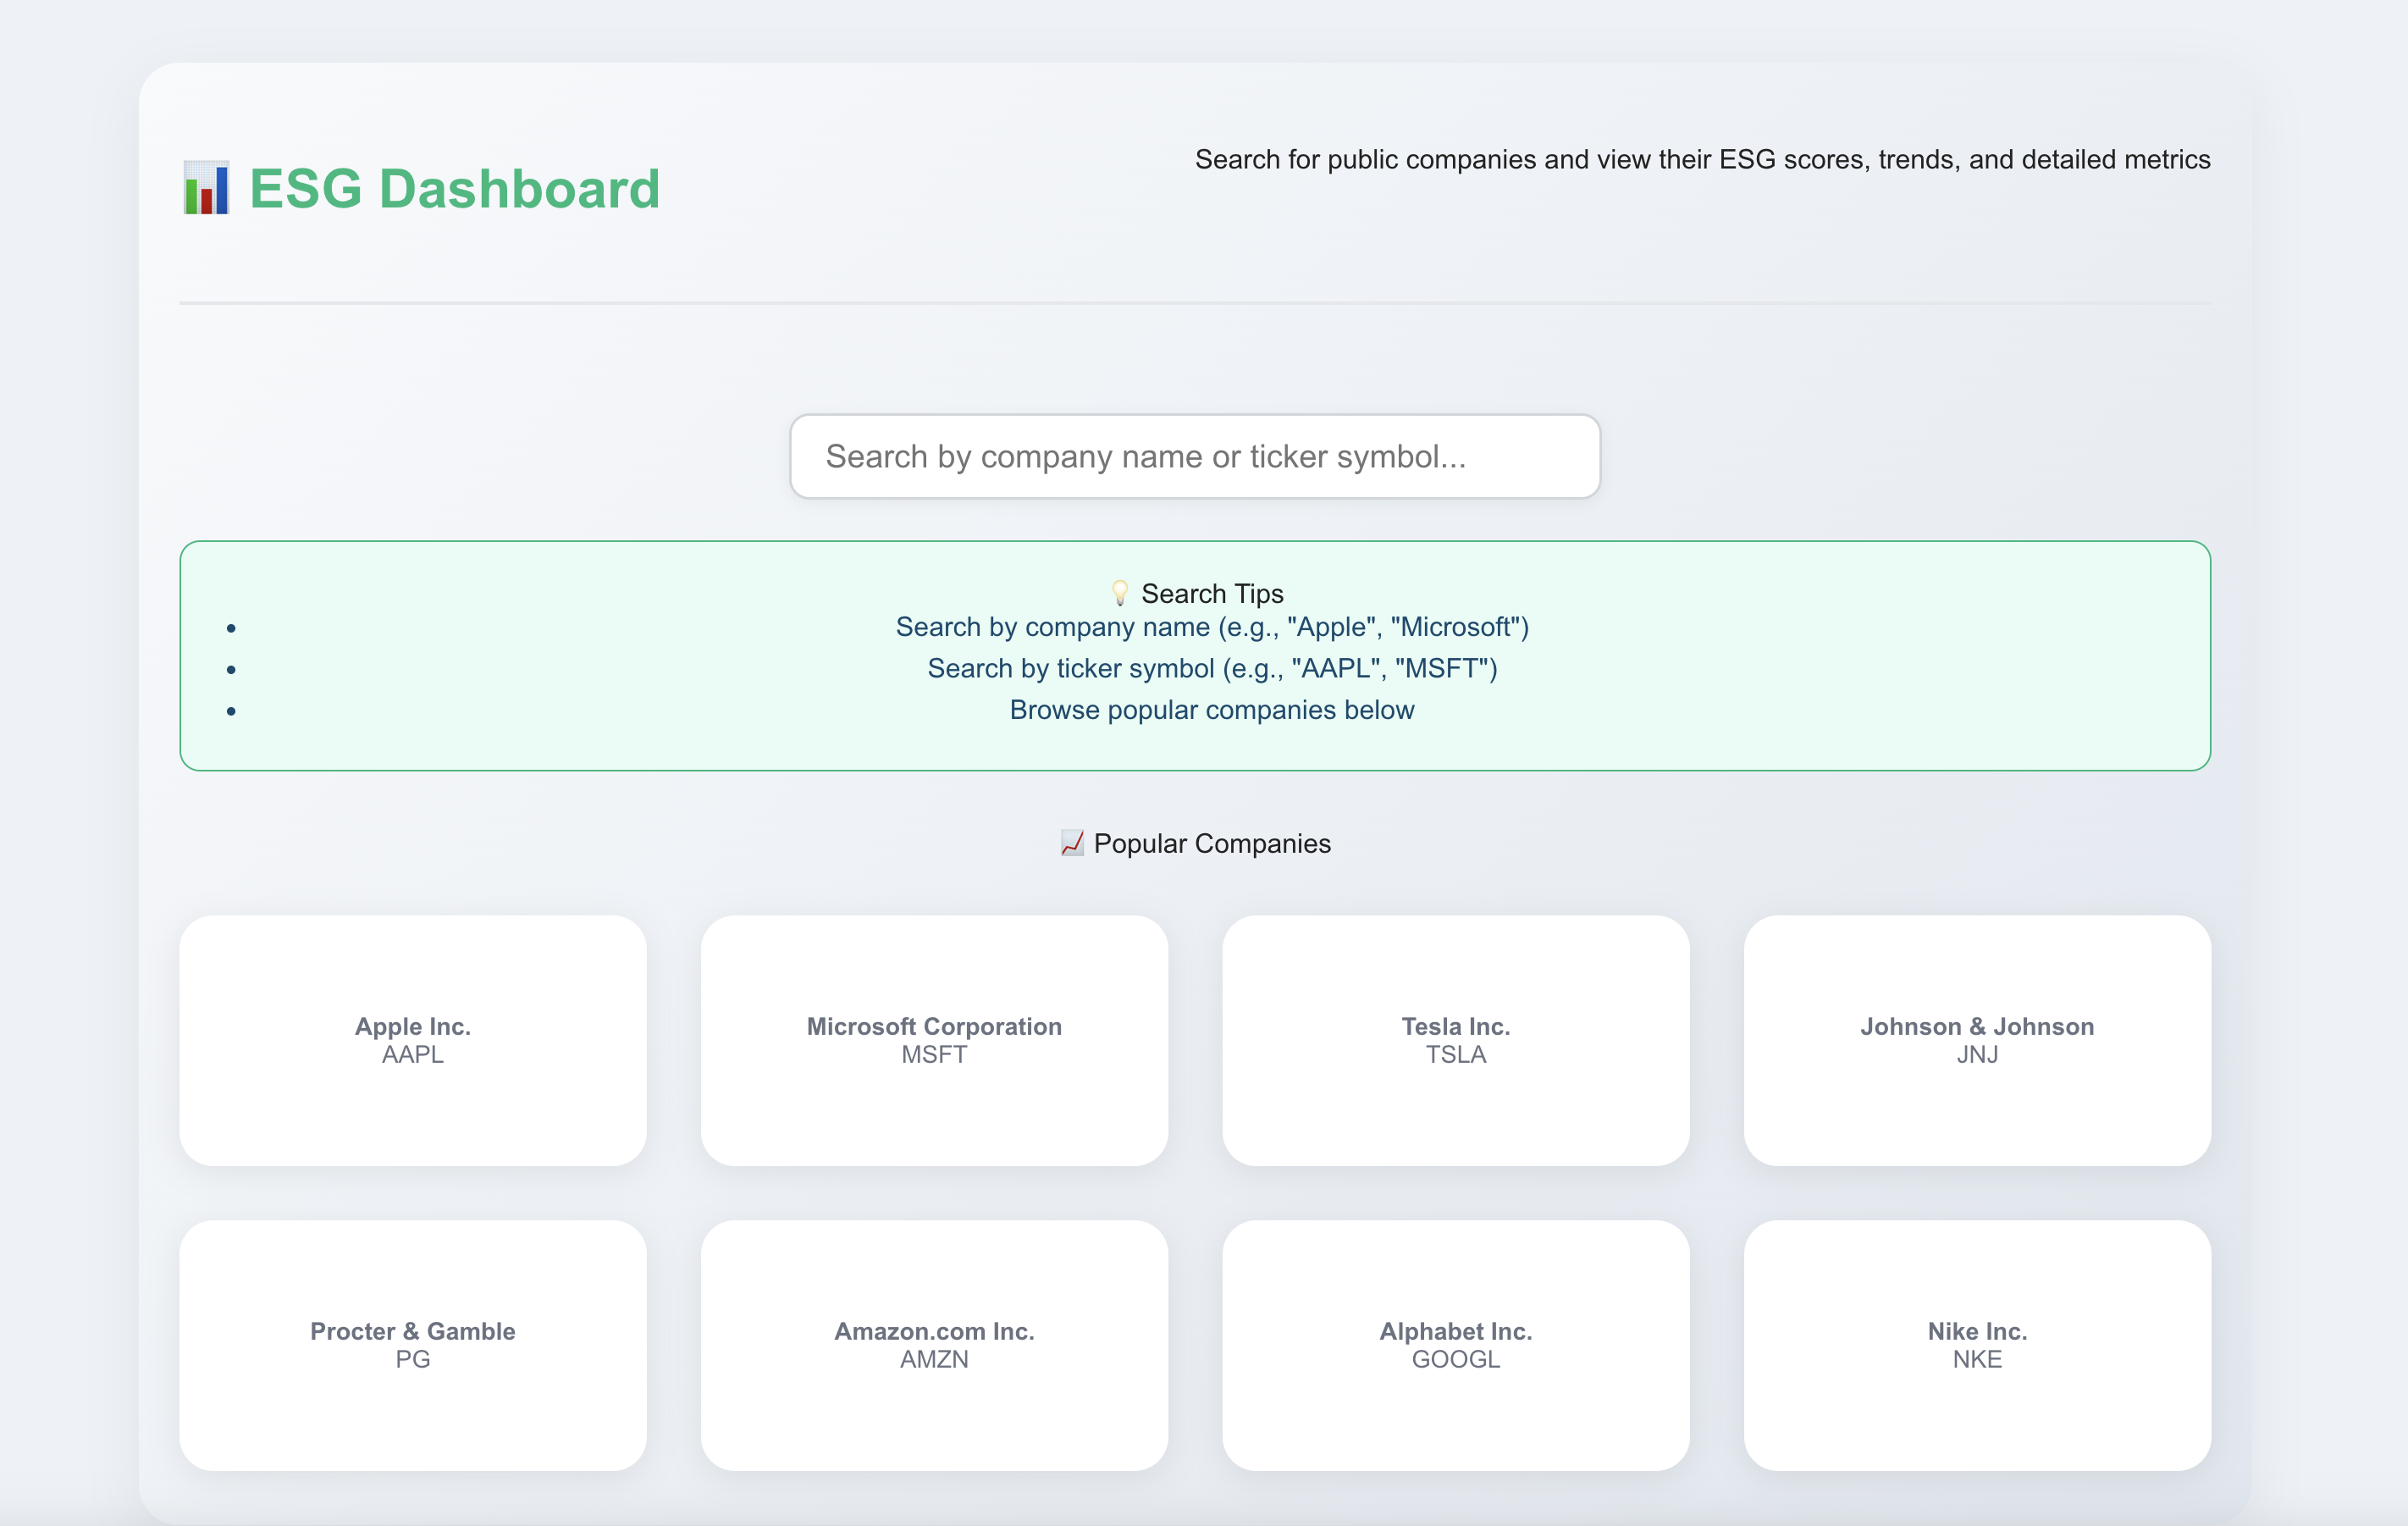 ESG Dashboard
Search for public companies and view their ESG scores, trends, and detailed metrics
Search by company name or ticker symbol...
Search Tips
• Search by company name (e.g., "Apple", "Microsoft")
• Search by ticker symbol (e.g., "AAPL", "MSFT")
• Browse popular companies below
Popular Companies
Apple Inc.
AAPL
Microsoft Corporation
MSFT
Tesla Inc.
TSLA
Johnson & Johnson
JNJ
Procter & Gamble
PG
Amazon.com Inc.
AMZN
Alphabet Inc.
GOOGL
Nike Inc.
NKE